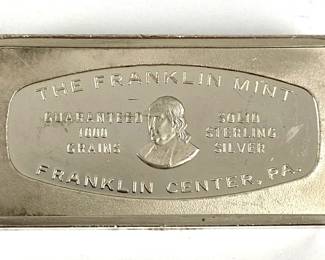 THE FRANKLIN MINT
GUARANTEED
1000
GRAINS
SOLID
STERLING
SILVER
FRANKLIN CENTER, PA.